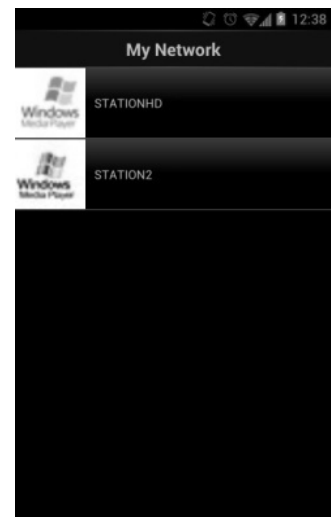 12:38
My Network
Windows
Media Player
STATIONHD
Windows
Media Player
STATION2